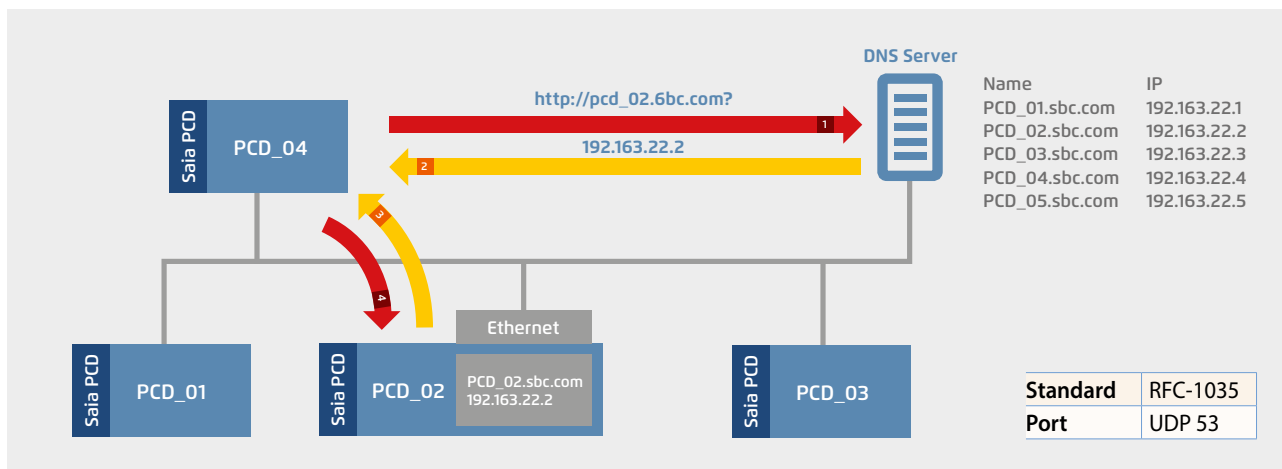 DNS Server
http://pcd_02.6bc.com?
1
192.163.22.2
2
Name IP
PCD_01.sbc.com 192.163.22.1
PCD_02.sbc.com 192.163.22.2
PCD_03.sbc.com 192.163.22.3
PCD_04.sbc.com 192.163.22.4
PCD_05.sbc.com 192.163.22.5
Saia PCD
PCD_04
3
4
Ethernet
Saia PCD
PCD_01
Saia PCD
PCD_02
PCD_02.sbc.com
192.163.22.2
Saia PCD
PCD_03
Standard RFC-1035
Port UDP 53